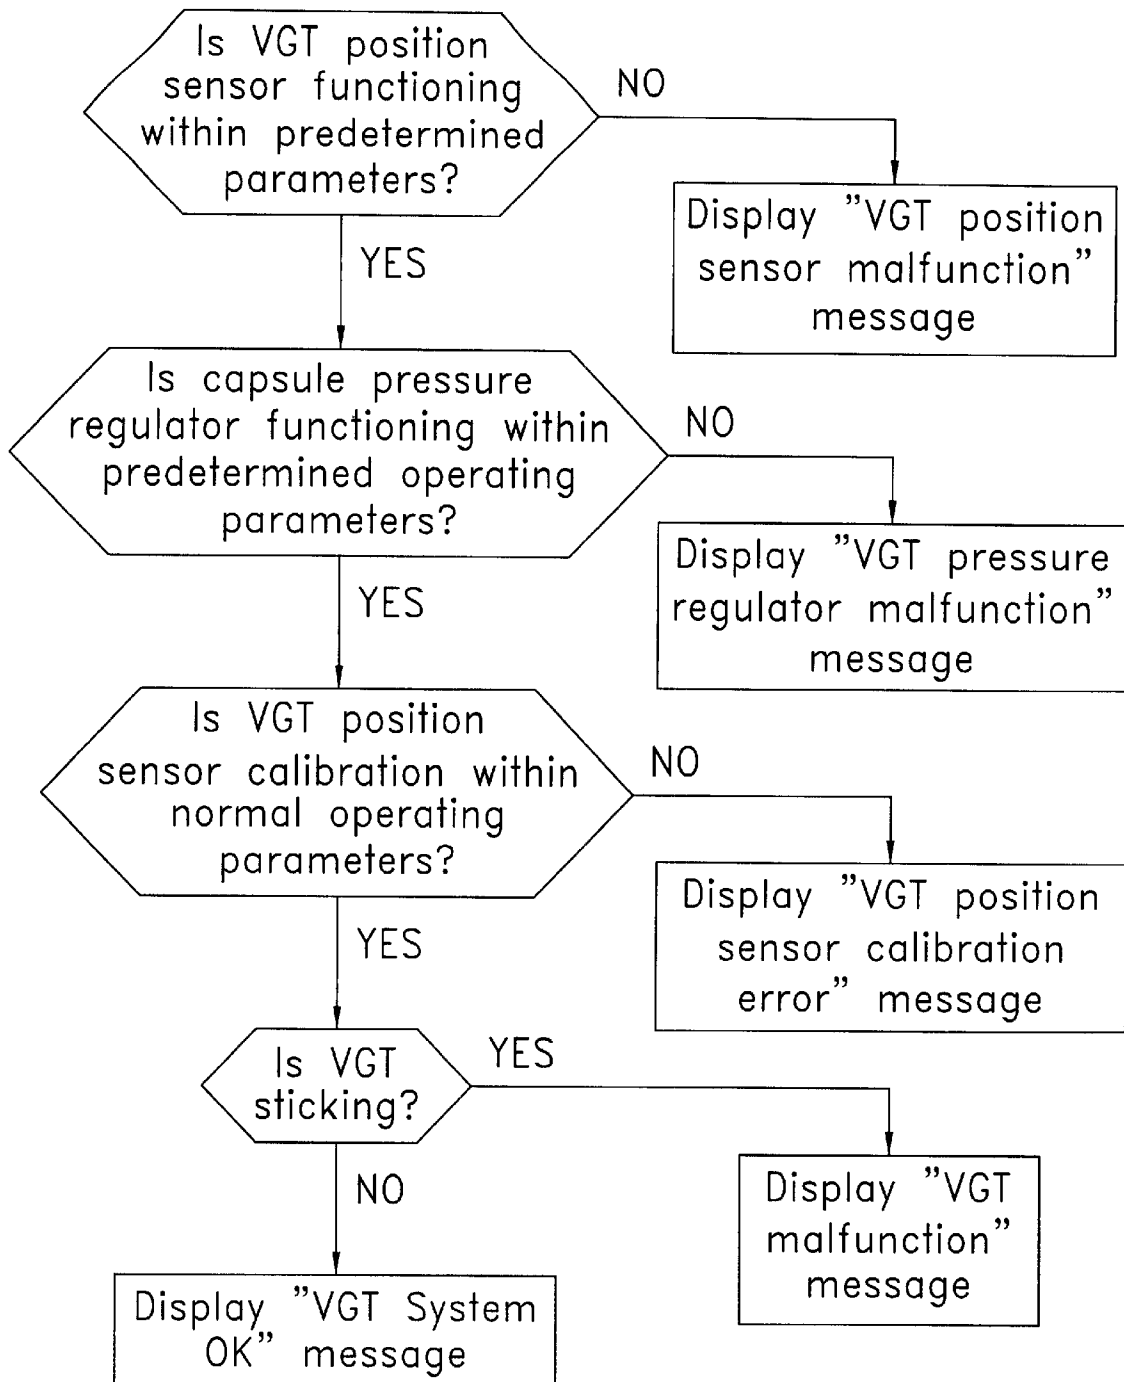 Is VGT position
sensor functioning
within predetermined
parameters?
NO
Display ”VGT position
sensor malfunction”
message
YES
Is capsule pressure
regulator functioning within
predetermined operating
parameters?
NO
Display ”VGT pressure
regulator malfunction”
message
YES
Is VGT position
sensor calibration within
normal operating
parameters?
NO
Display ”VGT position
sensor calibration
error” message
YES
Is VGT
sticking?
YES
Display ”VGT
malfunction”
message
NO
Display ”VGT System
OK” message